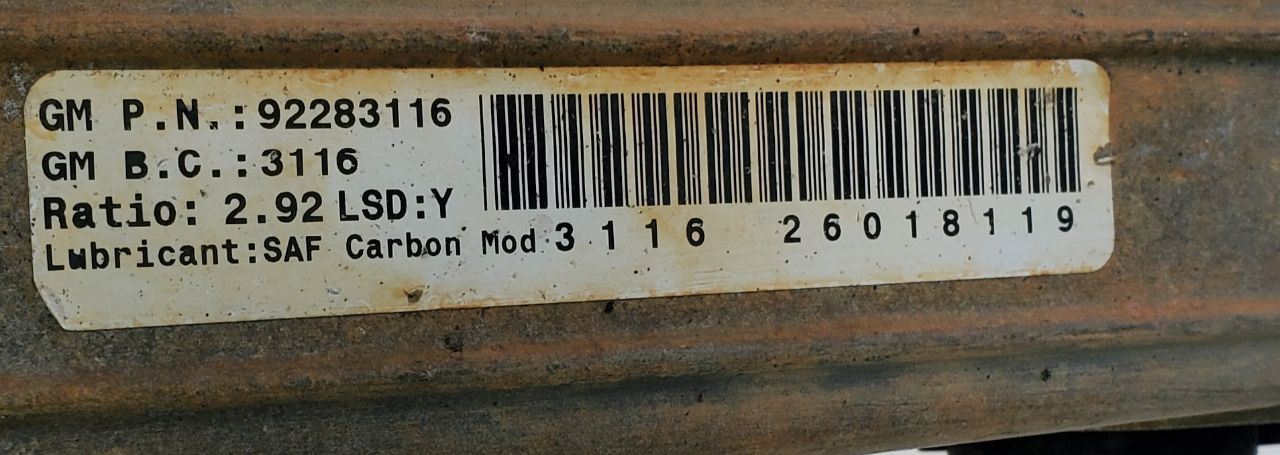 GM P.N.:92283116
GM B.C.:3116
Ratio: 2.92 LSD:Y
Lubricant:SAF Carbon Mod
3116 26018119